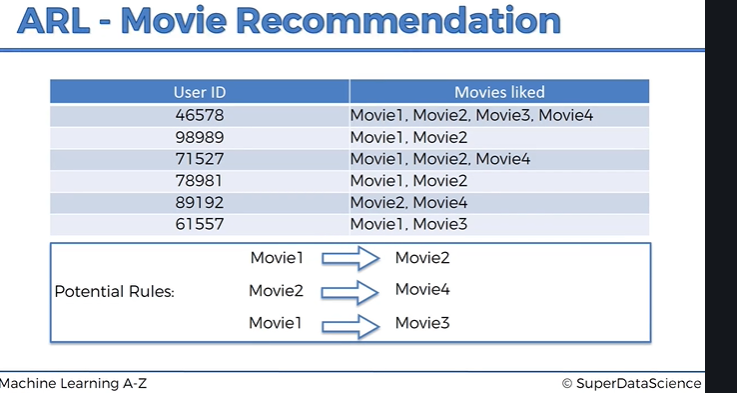 ARL - Movie Recommendation
User ID Movies liked
46578 Movie1, Movie2, Movie3, Movie4
98989 Movie1, Movie2
71527 Movie1, Movie2, Movie4
78981 Movie1, Movie2
89192 Movie2, Movie4
61557 Movie1, Movie3
Movie1 Movie2
Potential Rules: Movie2 Movie4
Movie1 Movie3
Machine Learning A-Z © SuperDataScience